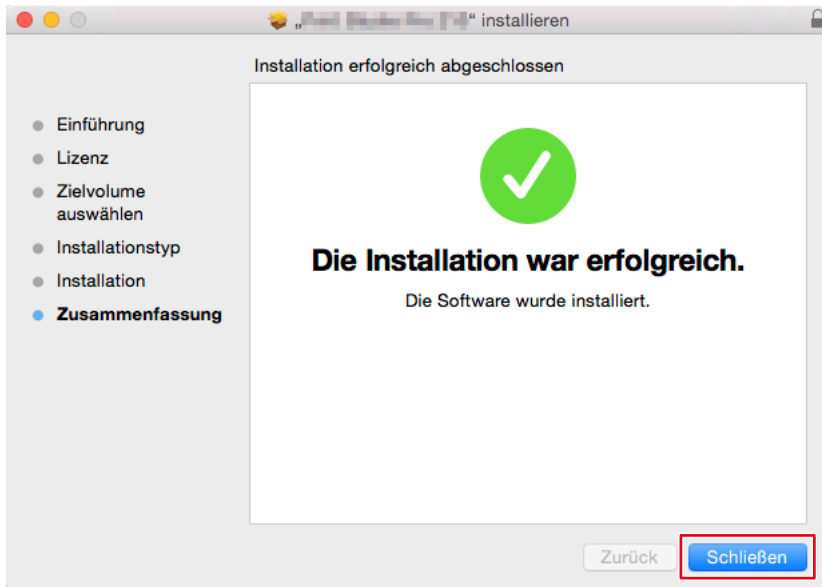 „ “ installieren
Installation erfolgreich abgeschlossen
Einführung
Lizenz
Zielvolume
auswählen
Installationstyp
Installation
Zusammenfassung
Die Installation war erfolgreich.
Die Software wurde installiert.
Zurück
Schließen